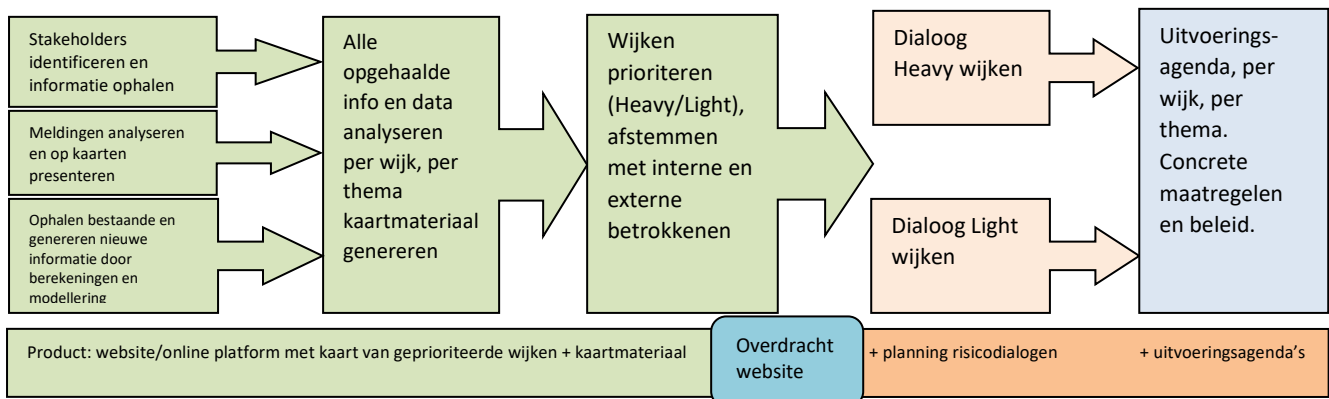 Stakeholders
identificeren en
informatie ophalen
Meldingen analyseren
en op kaarten
presenteren
Ophalen bestaande en
genereren nieuwe
informatie door
berekeningen en
modellering
Alle
opgehaalde
info en data
analyseren
per wijk, per
thema
kaartmateriaal
genereren
Wijken
prioriteren
(Heavy/Light),
afstemmen
met interne en
externe
betrokkenen
Dialoog
Heavy wijken
Dialoog Light
wijken
Uitvoerings-
agenda, per
wijk, per
thema.
Concrete
maatregelen
en beleid.
Product: website/online platform met kaart van geprioriteerde wijken + kaartmateriaal
Overdracht
website
+ planning risicodialogen
+ uitvoeringsagenda's